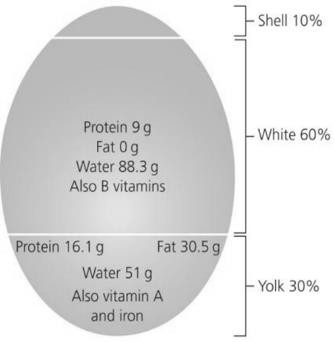 Shell 10%
Protein 9 g
Fat 0 g
Water 88.3 g
Also B vitamins
White 60%
Protein 16.1 g Fat 30.5 g
Water 51 g
Also vitamin A
and iron
Yolk 30%